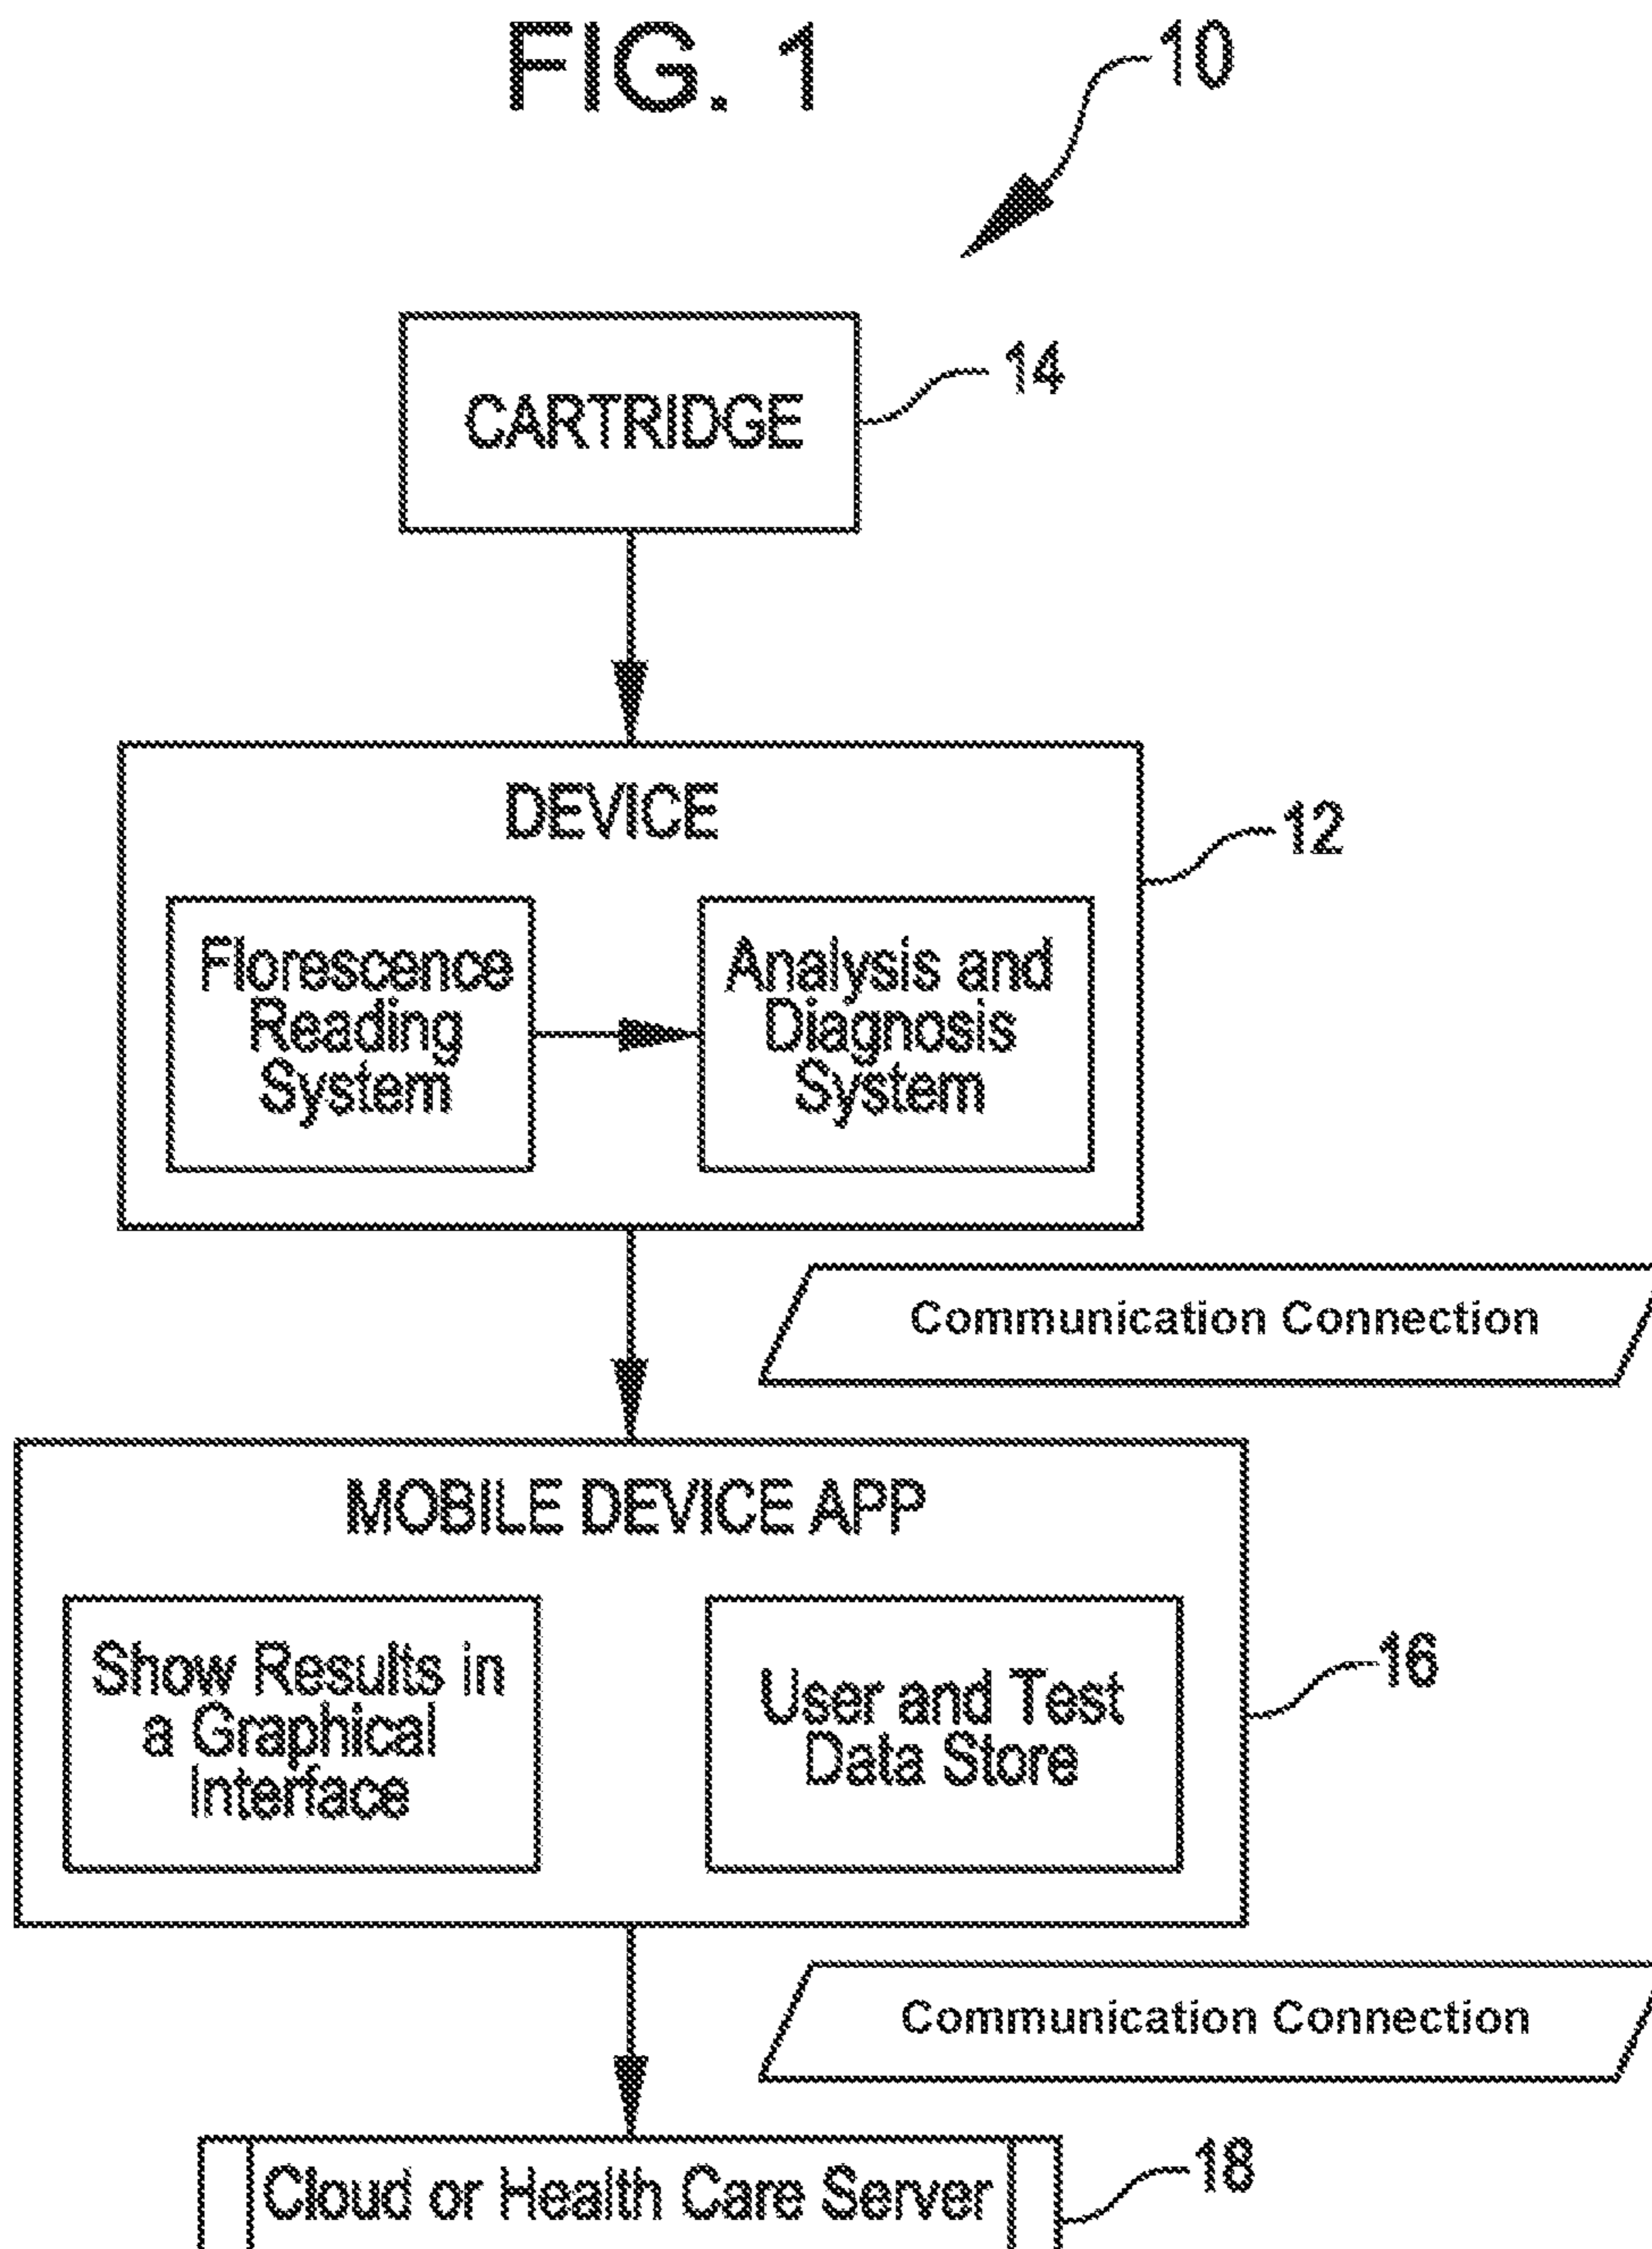 FIG. 1
10
CARTRIDGE
14
DEVICE
12
Florescence
Reading
System
Analysis and
Diagnosis
System
Communication Connection
MOBILE DEVICE APP
Show Results in
a Graphical
Interface
User and Test
Data Store
16
Communication Connection
Cloud or Health Care Server
18